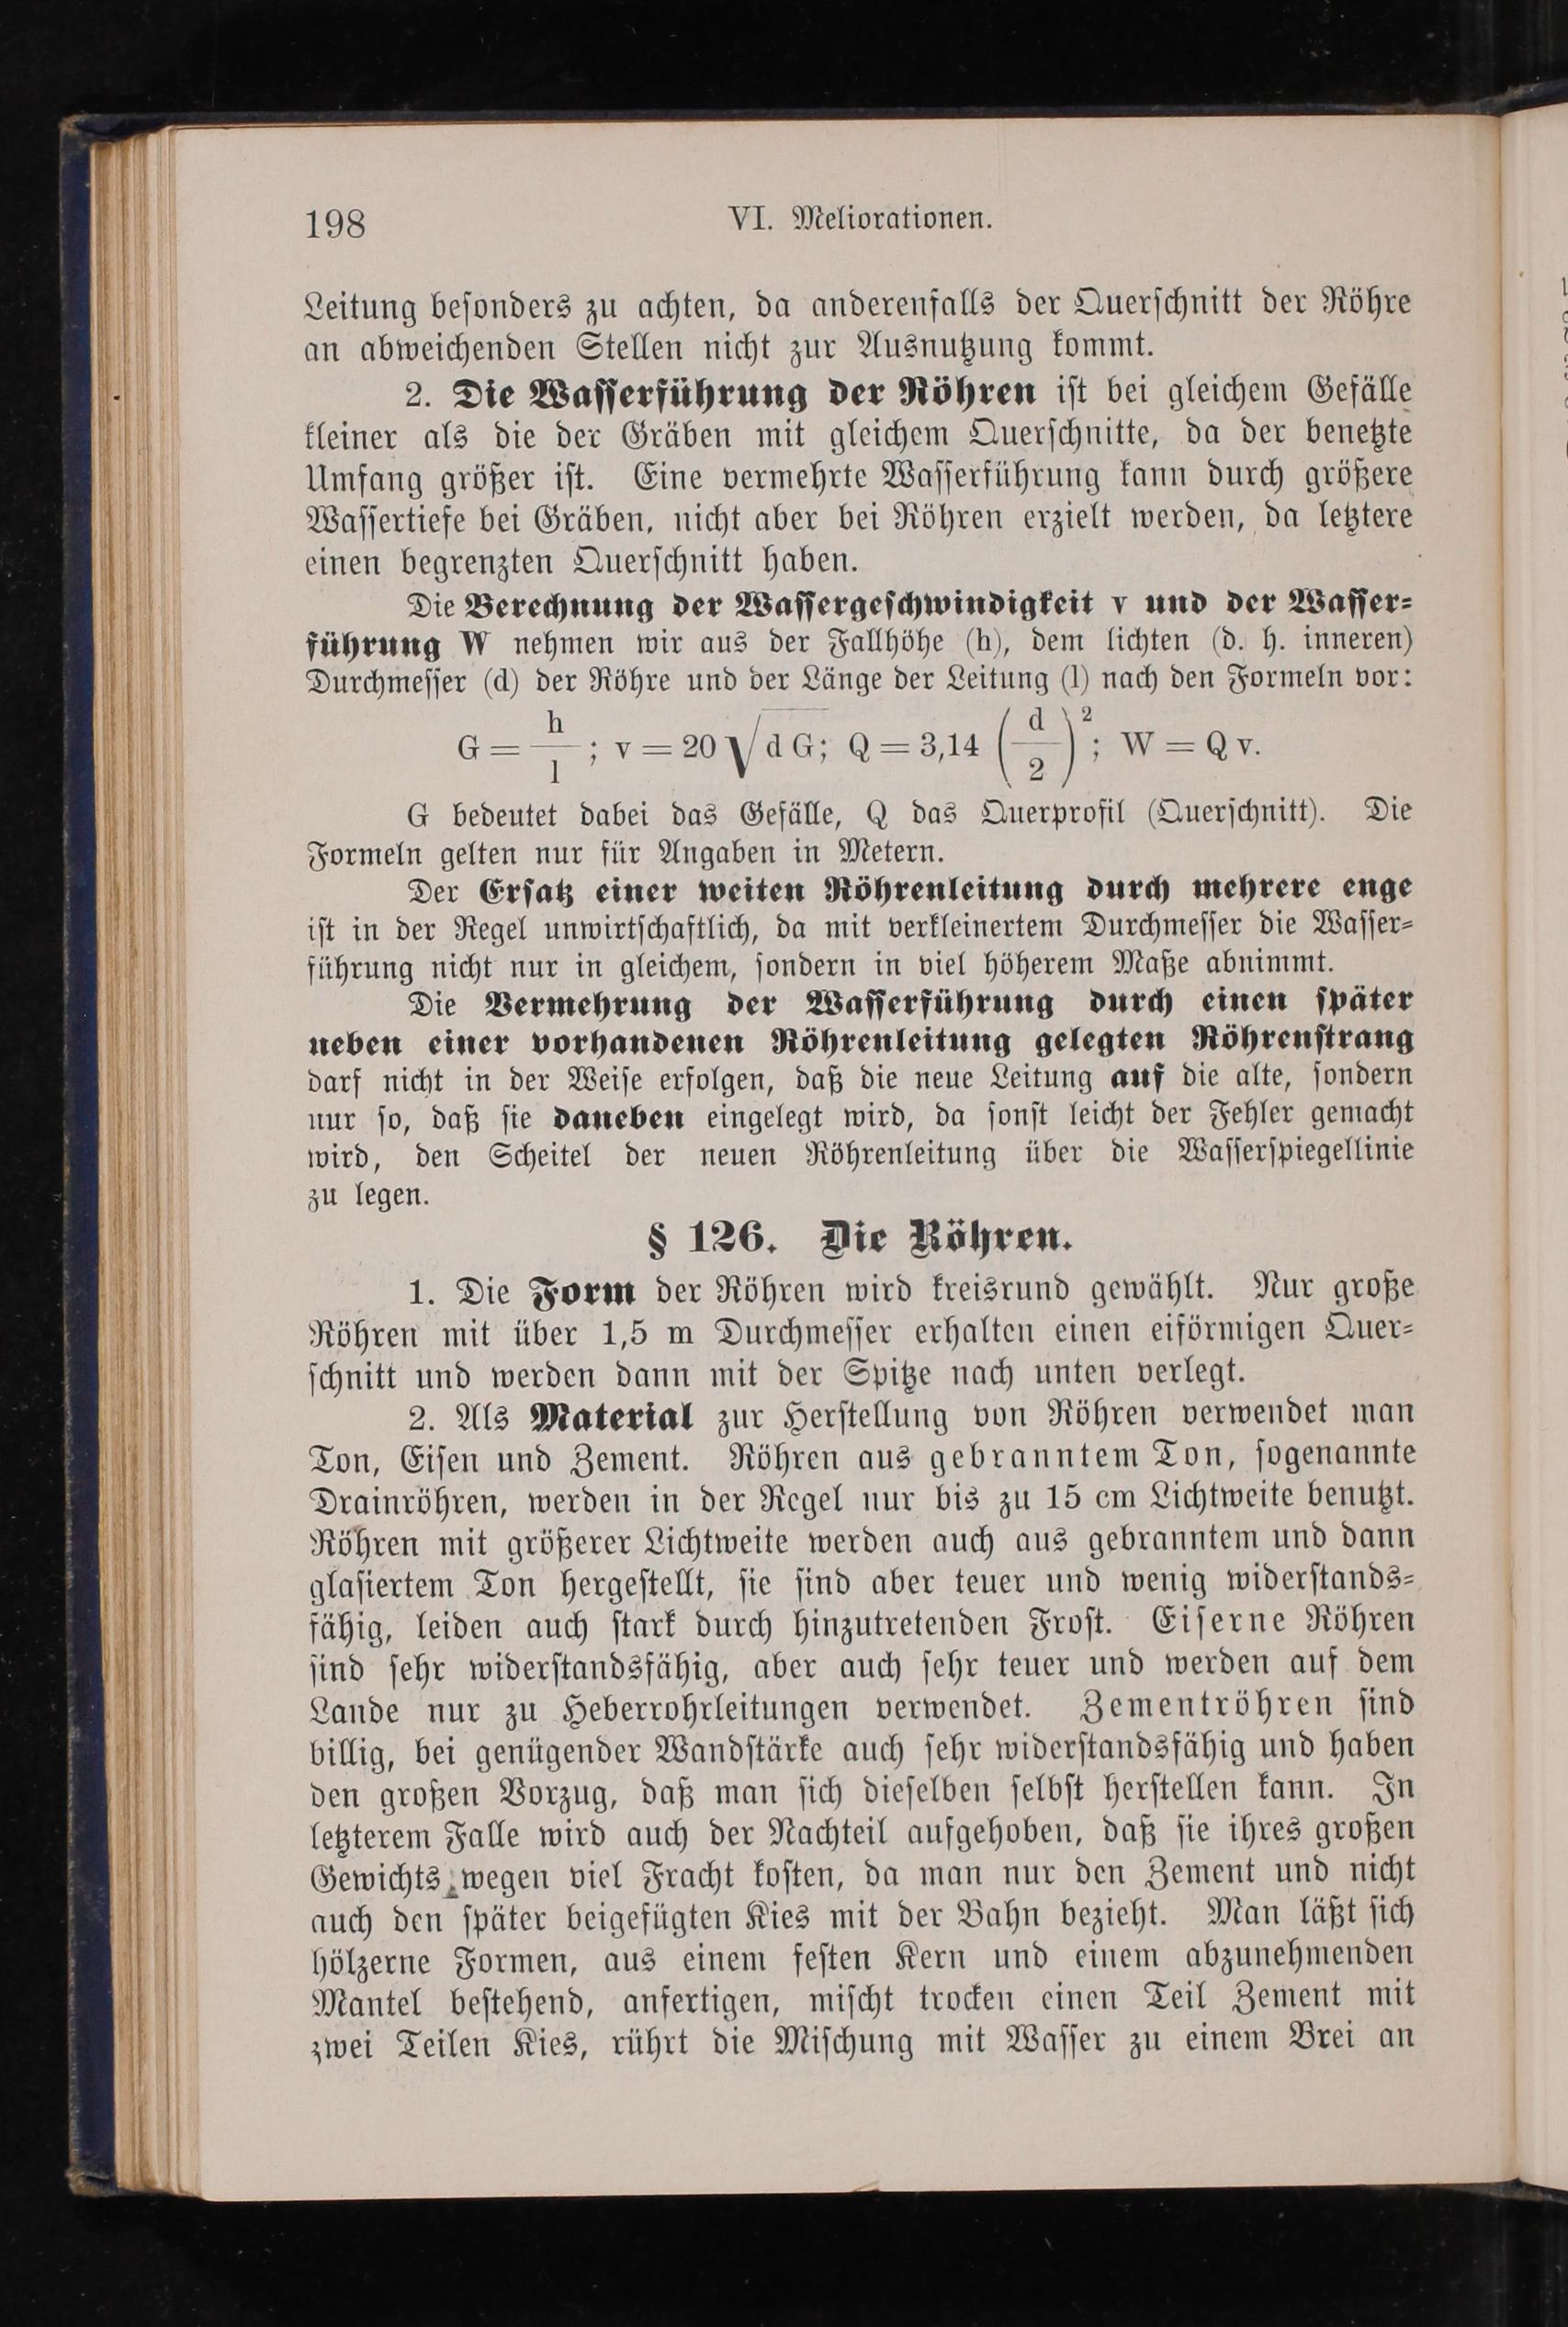 198
VI. Meliorationen.
Leitung besonders zu achten, da anderenfalls der Querschnitt der Röhre
an abweichenden Stellen nicht zur Ausnutzung kommt.
2. Die Wasserführung der Röhren ist bei gleichem Gefälle
kleiner als die der Gräben mit gleichem Querschnitte, da der benetzte
Umfang größer ist. Eine vermehrte Wasserführung kann durch größere
Wassertiefe bei Gräben, nicht aber bei Röhren erzielt werden, da letztere
einen begrenzten Querschnitt haben.
Die Berechnung der Wassergeschwindigkeit v und der Wasser-
führung W nehmen wir aus der Fallhöhe (h), dem lichten (d. h. inneren)
Durchmesser (d) der Röhre und der Länge der Leitung (l) nach den Formeln vor:
G = h/l ; v = 20 √d G; Q = 3,14 (d/2)²; W = Q v.
G bedeutet dabei das Gefälle, Q das Querprofil (Querschnitt). Die
Formeln gelten nur für Angaben in Metern.
Der Ersatz einer weiten Röhrenleitung durch mehrere enge
ist in der Regel unwirtschaftlich, da mit verkleinertem Durchmesser die Wasser-
führung nicht nur in gleichem, sondern in viel höherem Maße abnimmt.
Die Vermehrung der Wasserführung durch einen später
neben einer vorhandenen Röhrenleitung gelegten Röhrenstrang
darf nicht in der Weise erfolgen, daß die neue Leitung auf die alte, sondern
nur so, daß sie daneben eingelegt wird, da sonst leicht der Fehler gemacht
wird, den Scheitel der neuen Röhrenleitung über die Wasserspiegellinie
zu legen.
§ 126. Die Röhren.
1. Die Form der Röhren wird kreisrund gewählt. Nur große
Röhren mit über 1,5 m Durchmesser erhalten einen eiförmigen Quer-
schnitt und werden dann mit der Spitze nach unten verlegt.
2. Als Material zur Herstellung von Röhren verwendet man
Ton, Eisen und Zement. Röhren aus gebranntem Ton, sogenannte
Drainröhren, werden in der Regel nur bis zu 15 cm Lichtweite benutzt.
Röhren mit größerer Lichtweite werden auch aus gebranntem und dann
glasiertem Ton hergestellt, sie sind aber teuer und wenig widerstands-
fähig, leiden auch stark durch hinzutretenden Frost. Eiserne Röhren
sind sehr widerstandsfähig, aber auch sehr teuer und werden auf dem
Lande nur zu Heberrohrleitungen verwendet. Zementröhren sind
billig, bei genügender Wandstärke auch sehr widerstandsfähig und haben
den großen Vorzug, daß man sich dieselben selbst herstellen kann. In
letzterem Falle wird auch der Nachteil aufgehoben, daß sie ihres großen
Gewichts wegen viel Fracht kosten, da man nur den Zement und nicht
auch den später beigefügten Kies mit der Bahn bezieht. Man läßt sich
hölzerne Formen, aus einem festen Kern und einem abzunehmenden
Mantel bestehend, anfertigen, mischt trocken einen Teil Zement mit
zwei Teilen Kies, rührt die Mischung mit Wasser zu einem Brei an